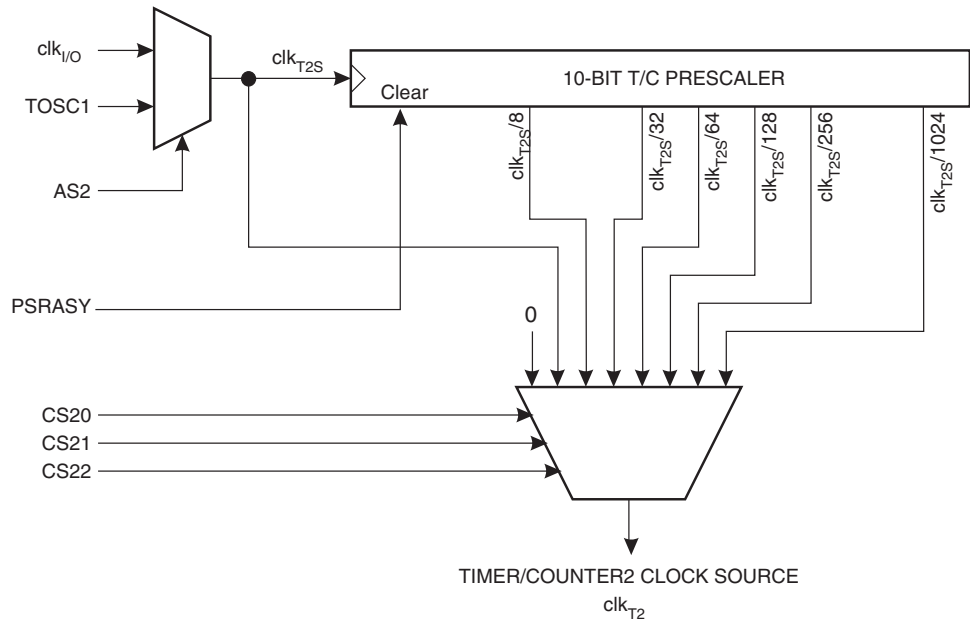 clkI/O
clkT2S
10-BIT T/C PRESCALER
TOSC1
Clear
clkT2S/8
clkT2S/32
clkT2S/64
clkT2S/128
clkT2S/256
clkT2S/1024
AS2
PSRASY
0
CS20
CS21
CS22
TIMER/COUNTER2 CLOCK SOURCE
clkT2